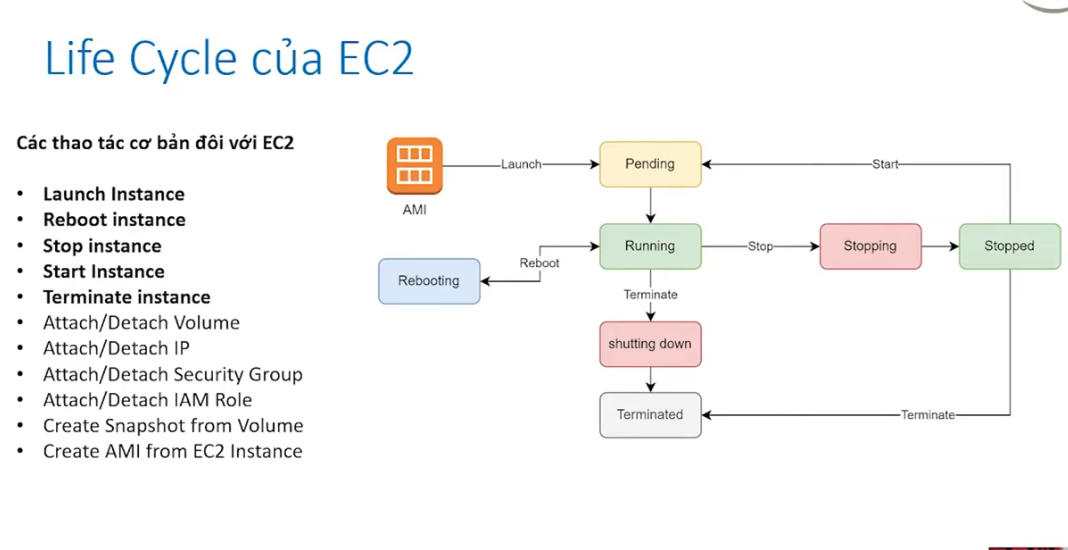 Life Cycle của EC2
Các thao tác cơ bản đôi với EC2
• Launch Instance
• Reboot instance
• Stop instance
• Start Instance
• Terminate instance
• Attach/Detach Volume
• Attach/Detach IP
• Attach/Detach Security Group
• Attach/Detach IAM Role
• Create Snapshot from Volume
• Create AMI from EC2 Instance
AMI
Launch
Pending
Start
Running
Stop
Stopping
Stopped
Reboot
Rebooting
Terminate
shutting down
Terminated
Terminate